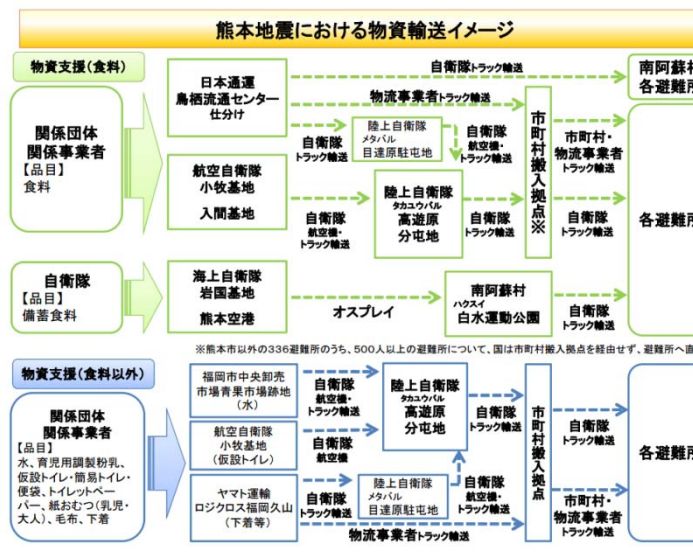 熊本地震における物資輸送イメージ
物資支援(食料)
関係団体
関係事業者
【品目】
食料
日本通運
鳥栖流通センター
仕分け
航空自衛隊
小牧基地
入間基地
自衛隊トラック輸送
物流事業者トラック輸送
自衛隊
トラック輸送
陸上自衛隊
メタバル
目達原駐屯地
自衛隊
航空機・
トラック輸送
自衛隊
航空機・
トラック輸送
陸上自衛隊
タカユウバル
高遊原
分屯地
自衛隊
トラック輸送
市町村搬入拠点※
市町村・
物流事業者
トラック輸送
自衛隊
トラック輸送
南阿蘇村
各避難所
各避難所
自衛隊
【品目】
備蓄食料
海上自衛隊
岩国基地
熊本空港
オスプレイ
南阿蘇村
ハクスイ
白水運動公園
自衛隊
トラック輸送
※熊本市以外の336避難所のうち、500人以上の避難所について、国は市町村搬入拠点を経由せず、避難所へ直
物資支援(食料以外)
関係団体
関係事業者
【品目】
水、育児用調製粉乳、
仮設トイレ・簡易トイレ・
便袋、トイレットペー
パー、紙おむつ(乳児・
大人)、毛布、下着
福岡市中央卸売
市場青果市場跡地
(水)
航空自衛隊
小牧基地
(仮設トイレ)
ヤマト運輸
ロジクロス福岡久山
(下着等)
自衛隊
航空機・
トラック輸送
自衛隊
航空機
自衛隊
トラック輸送
物流事業者トラック輸送
陸上自衛隊
タカユウバル
高遊原
分屯地
陸上自衛隊
メタバル
目達原駐屯地
自衛隊
トラック輸送
自衛隊
航空機・
トラック輸送
市町村搬入拠点
自衛隊
トラック輸送
市町村・
物流事業者
トラック輸送
各避難所